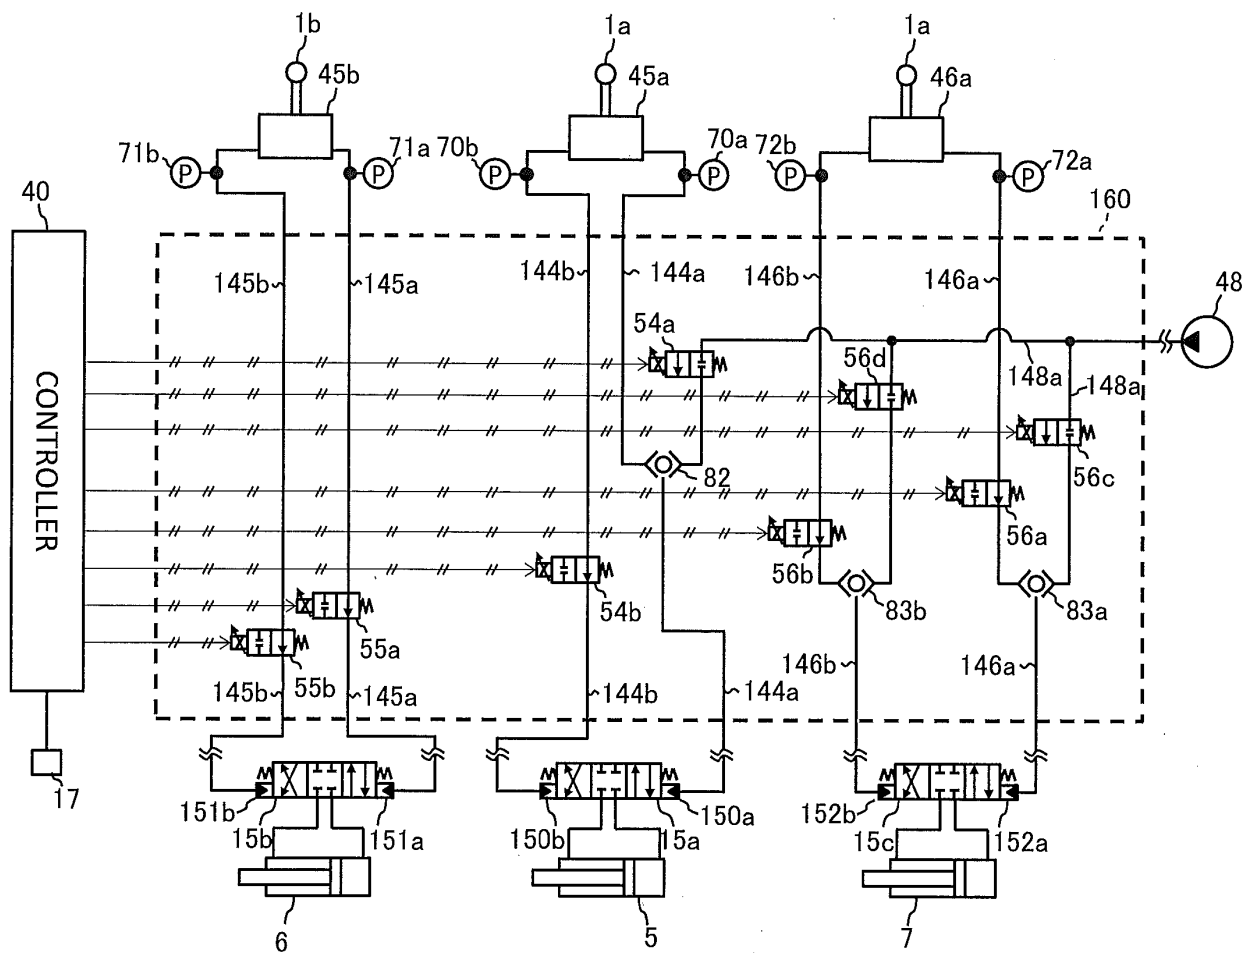 1b 1a 1a
45b 45a 46a
71b P P 71a 70b P P 70a 72b P P 72a
40
160
145b 145a 144b 144a 146b 146a
48
54a
56d
148a 148a
CONTROLLER
82
56c
56a
56b
54b
83b 83a
55a
55b
146b 146a
145b 145a 144b 144a
17
151b 15b 151a 150b 15a 150a 152b 15c 152a
6 5 7